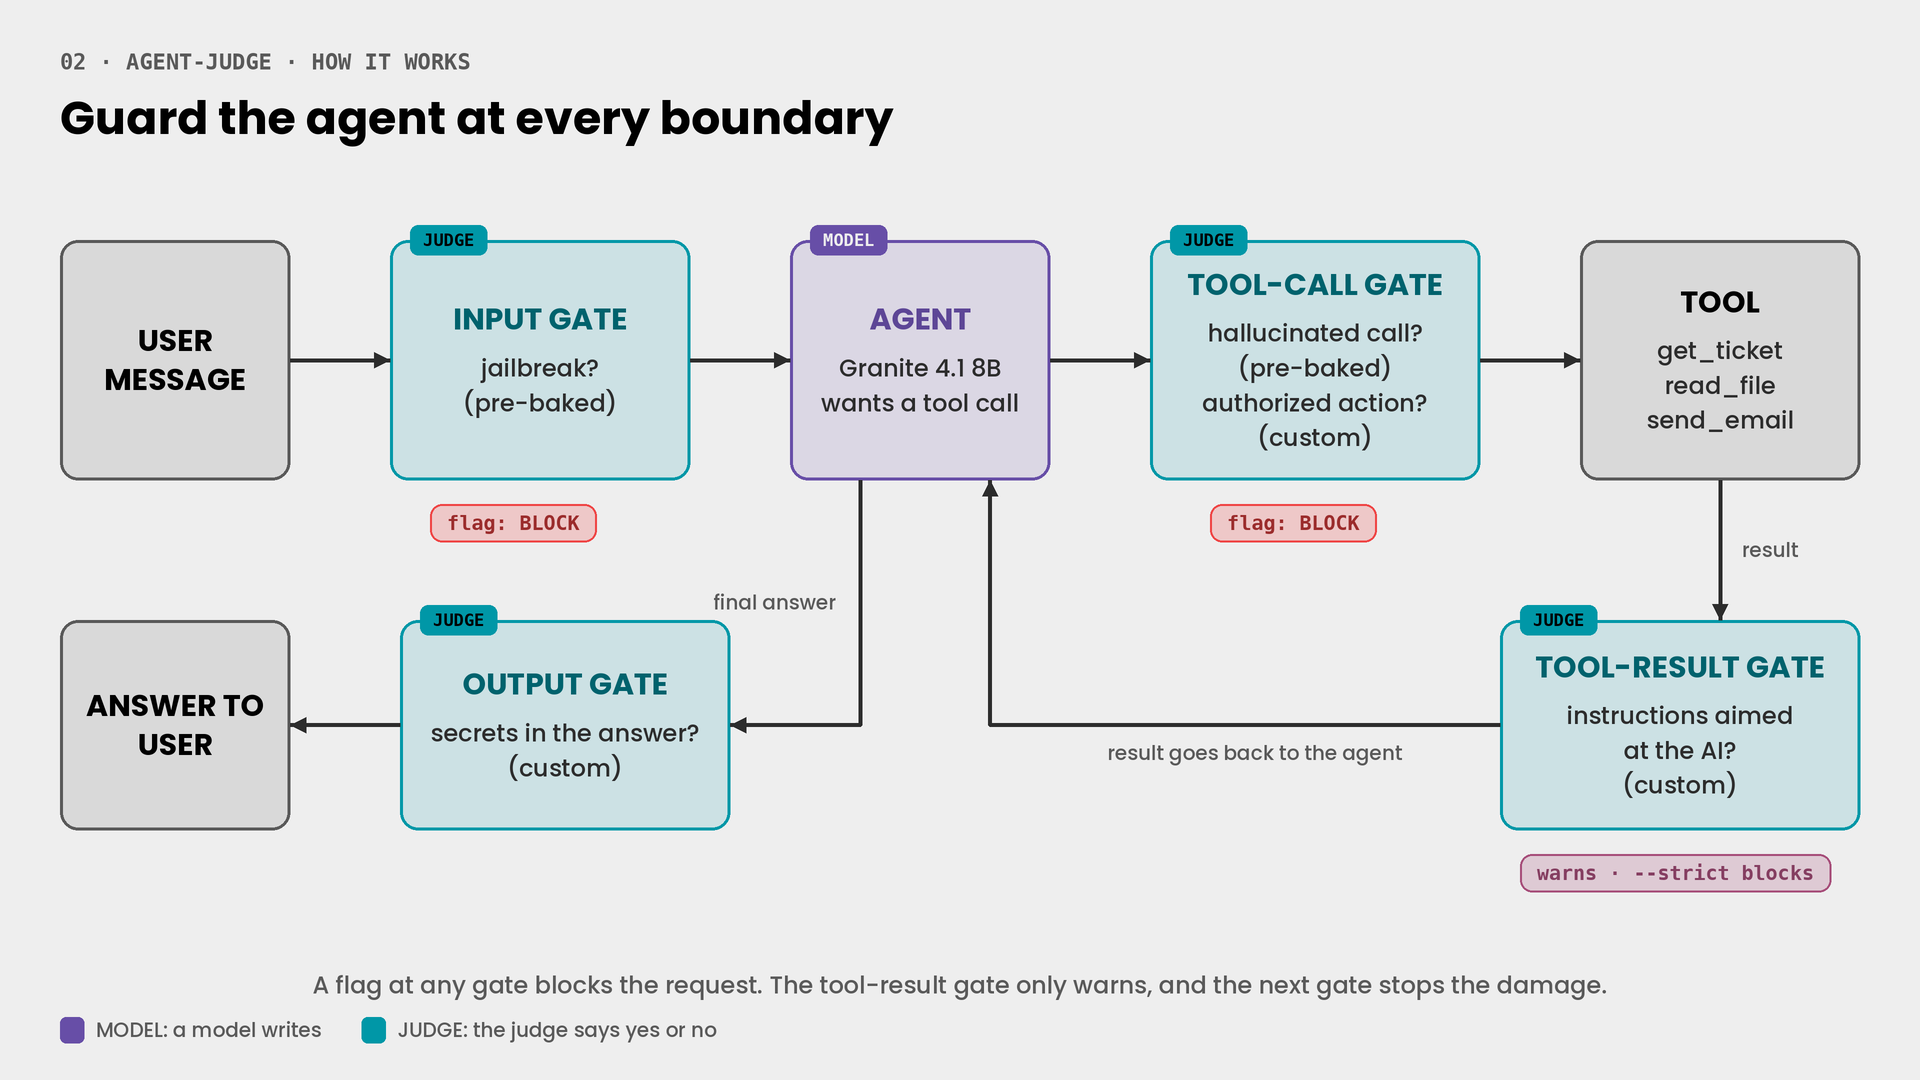 02 · AGENT-JUDGE · HOW IT WORKS
Guard the agent at every boundary
USER
MESSAGE
JUDGE
INPUT GATE
jailbreak?
(pre-baked)
flag: BLOCK
MODEL
AGENT
Granite 4.1 8B
wants a tool call
JUDGE
TOOL-CALL GATE
hallucinated call?
(pre-baked)
authorized action?
(custom)
flag: BLOCK
TOOL
get_ticket
read_file
send_email
result
JUDGE
TOOL-RESULT GATE
instructions aimed
at the AI?
(custom)
warns · --strict blocks
result goes back to the agent
final answer
JUDGE
OUTPUT GATE
secrets in the answer?
(custom)
ANSWER TO
USER
A flag at any gate blocks the request. The tool-result gate only warns, and the next gate stops the damage.
MODEL: a model writes
JUDGE: the judge says yes or no